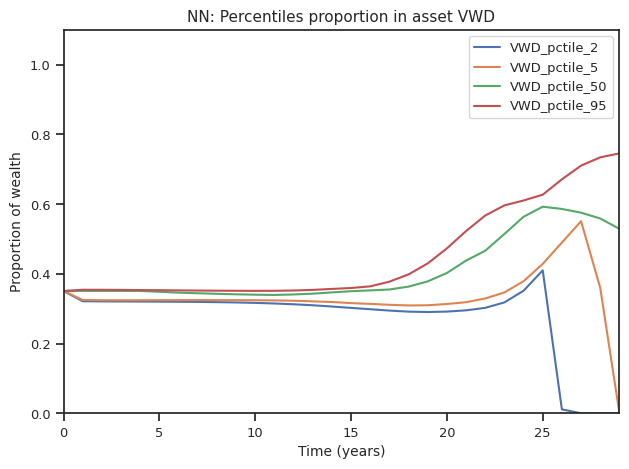 NN: Percentiles proportion in asset VWD
VWD_pctile_2
VWD_pctile_5
VWD_pctile_50
VWD_pctile_95
Proportion of wealth
1.0
0.8
0.6
0.4
0.2
0.0
0 5 10 15 20 25
Time (years)